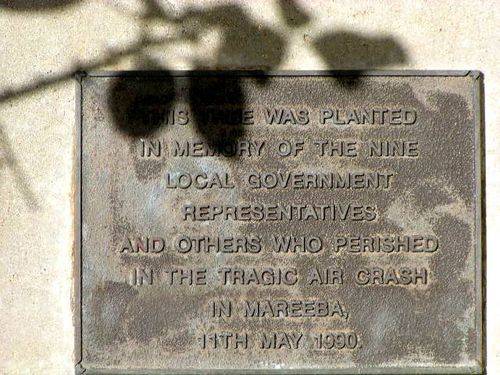 THIS TREE WAS PLANTED
IN MEMORY OF THE NINE
LOCAL GOVERNMENT
REPRESENTATIVES
AND OTHERS WHO PERISHED
IN THE TRAGIC AIR CRASH
IN MAREEBA,
11TH MAY 1990